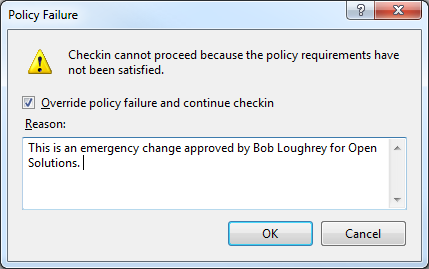 Policy Failure
Checkin cannot proceed because the policy requirements have
not been satisfied.
Override policy failure and continue checkin
Reason:
This is an emergency change approved by Bob Loughrey for Open
Solutions.
OK
Cancel